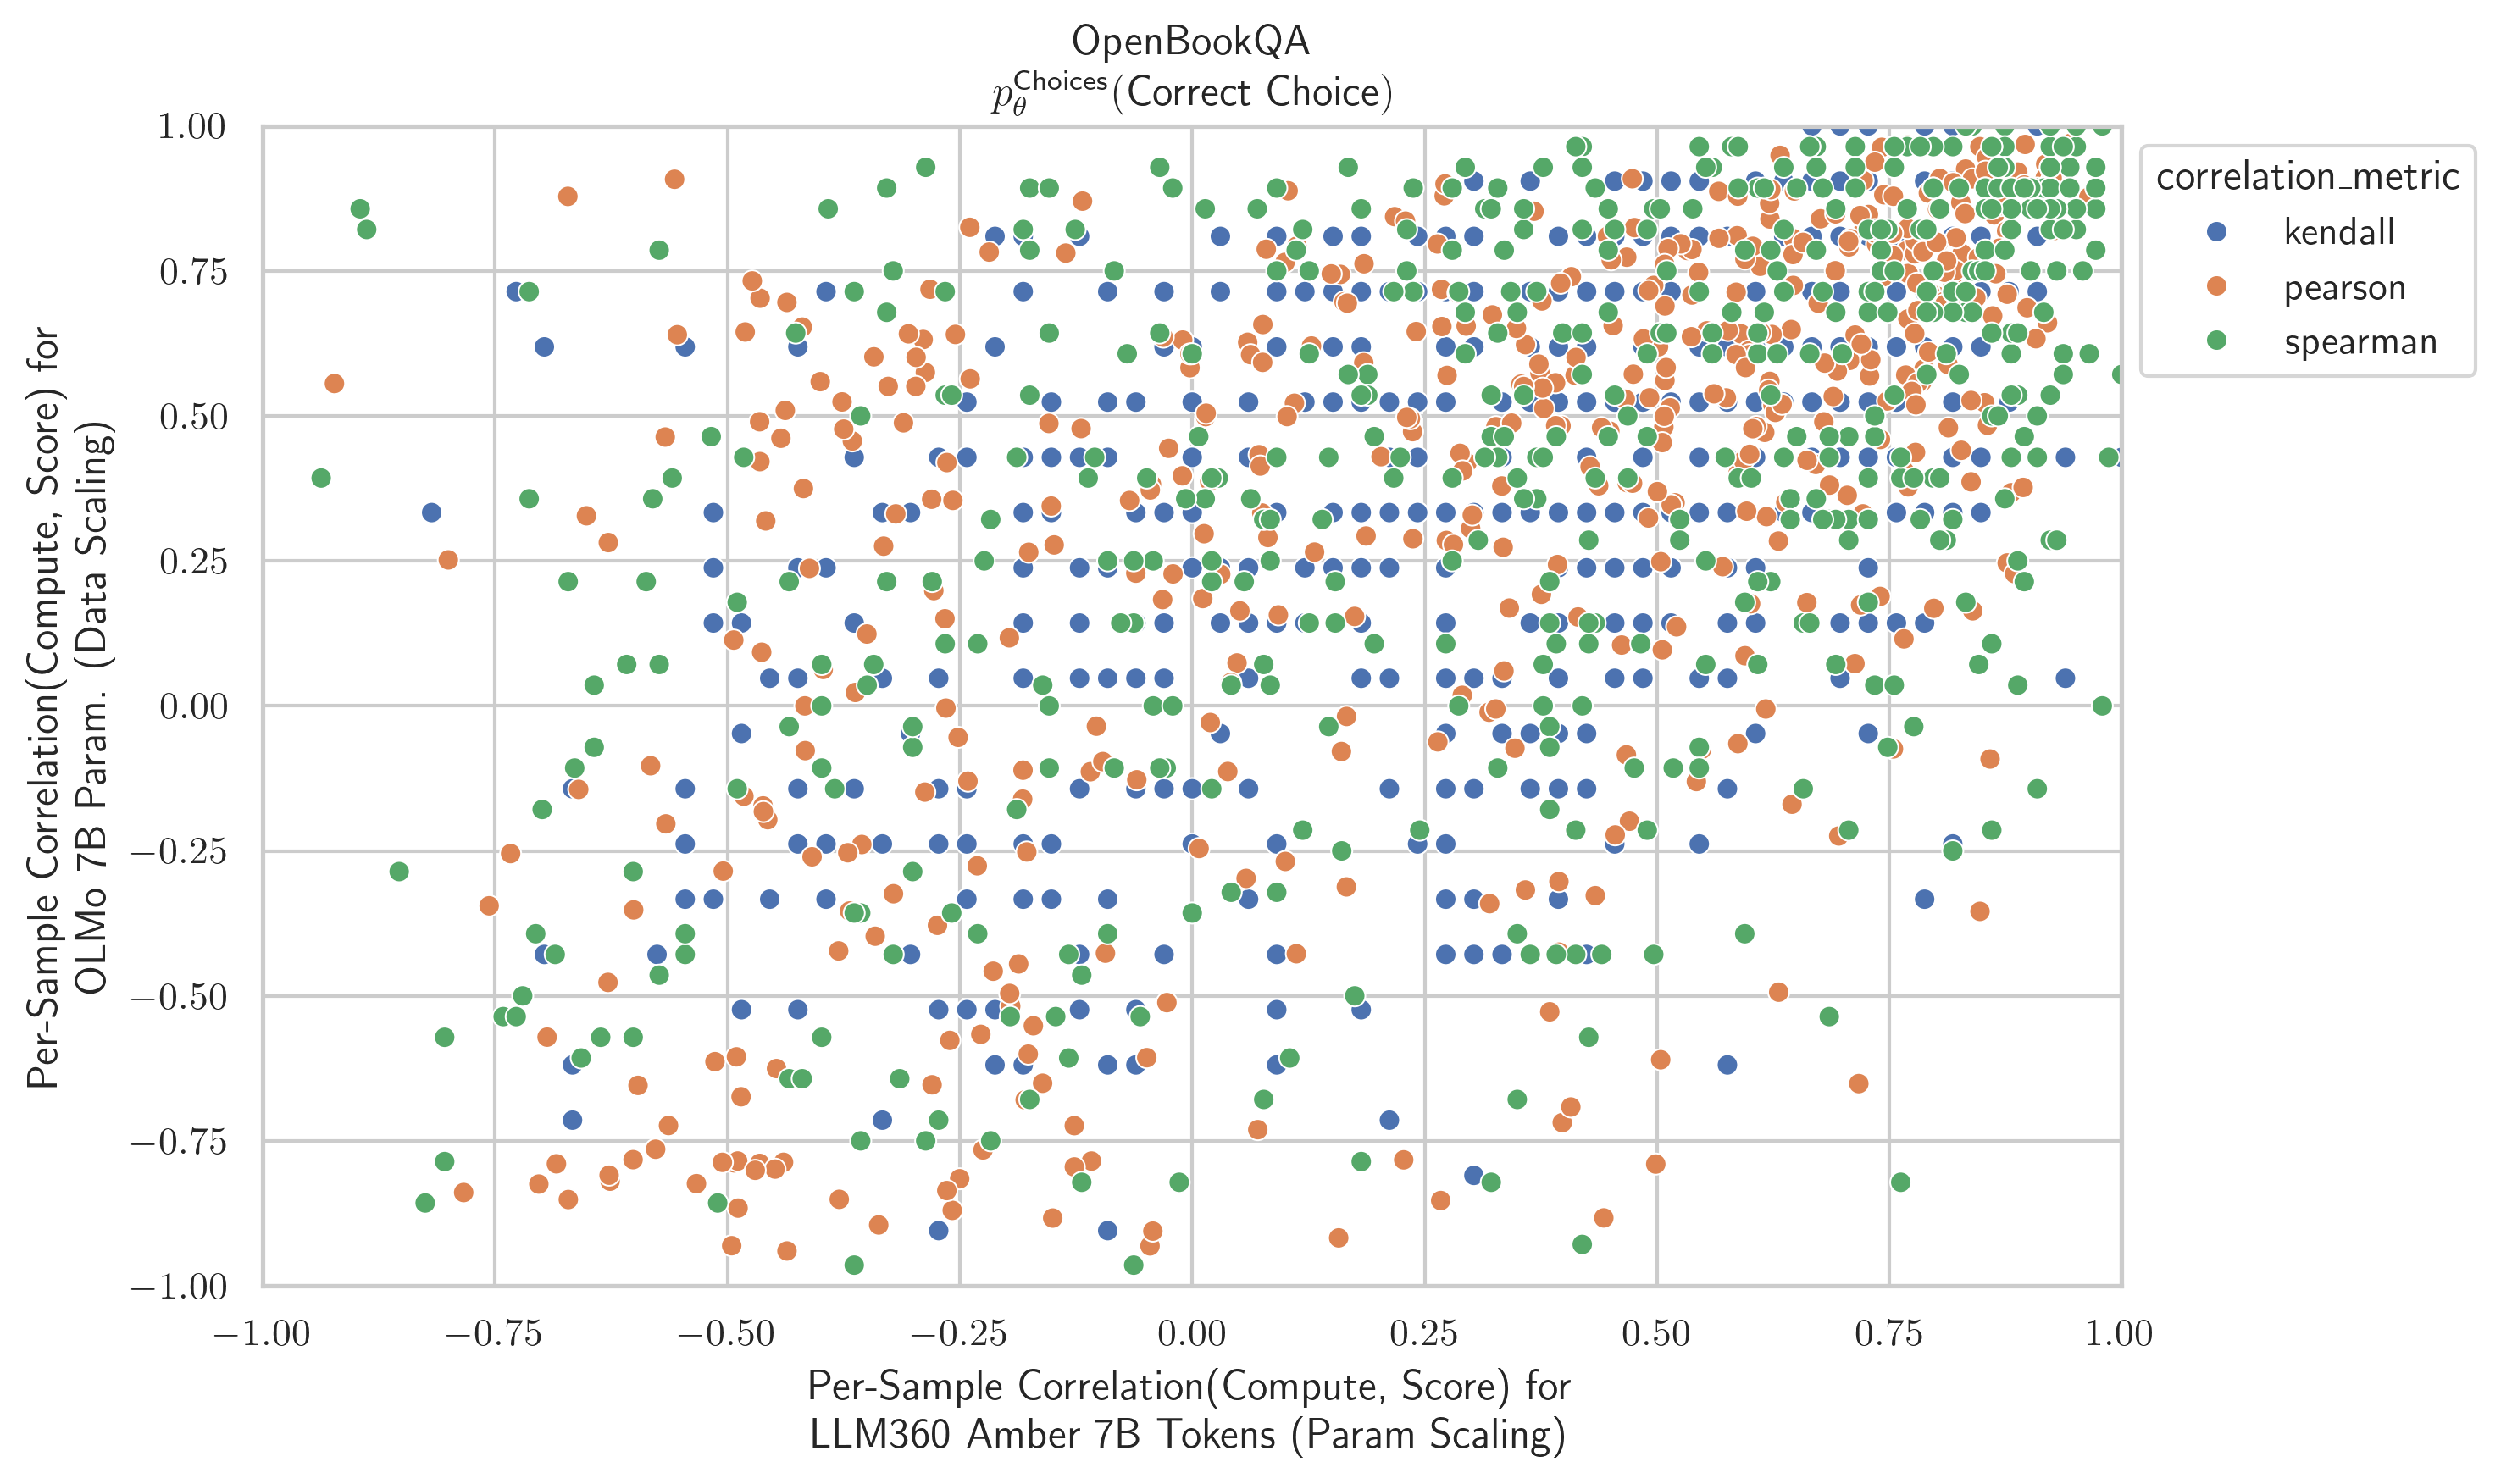 OpenBookQA
p_θ^Choices(Correct Choice)
1.00
0.75
0.50
0.25
0.00
−0.25
−0.50
−0.75
−1.00
Per-Sample Correlation(Compute, Score) for
OLMo 7B Param. (Data Scaling)
−1.00 −0.75 −0.50 −0.25 0.00 0.25 0.50 0.75 1.00
Per-Sample Correlation(Compute, Score) for
LLM360 Amber 7B Tokens (Param Scaling)
correlation_metric
kendall
pearson
spearman